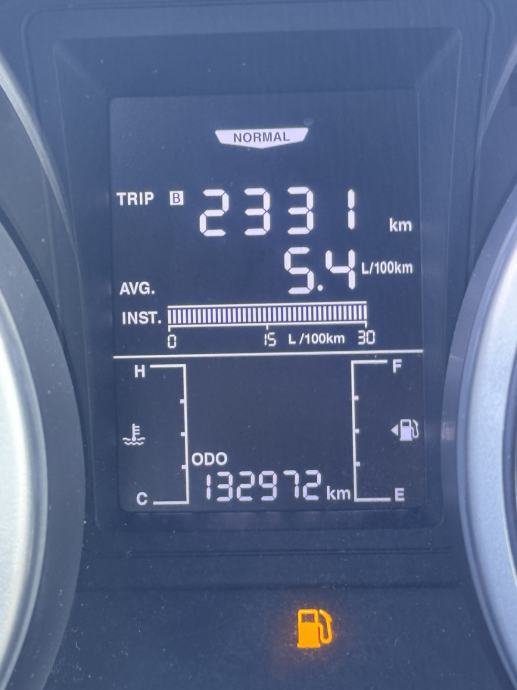 NORMAL
TRIP B 2331 km
AVG. 5.4 L/100km
INST.
0 15 L/100km 30
H F
ODO
C 132972 km E